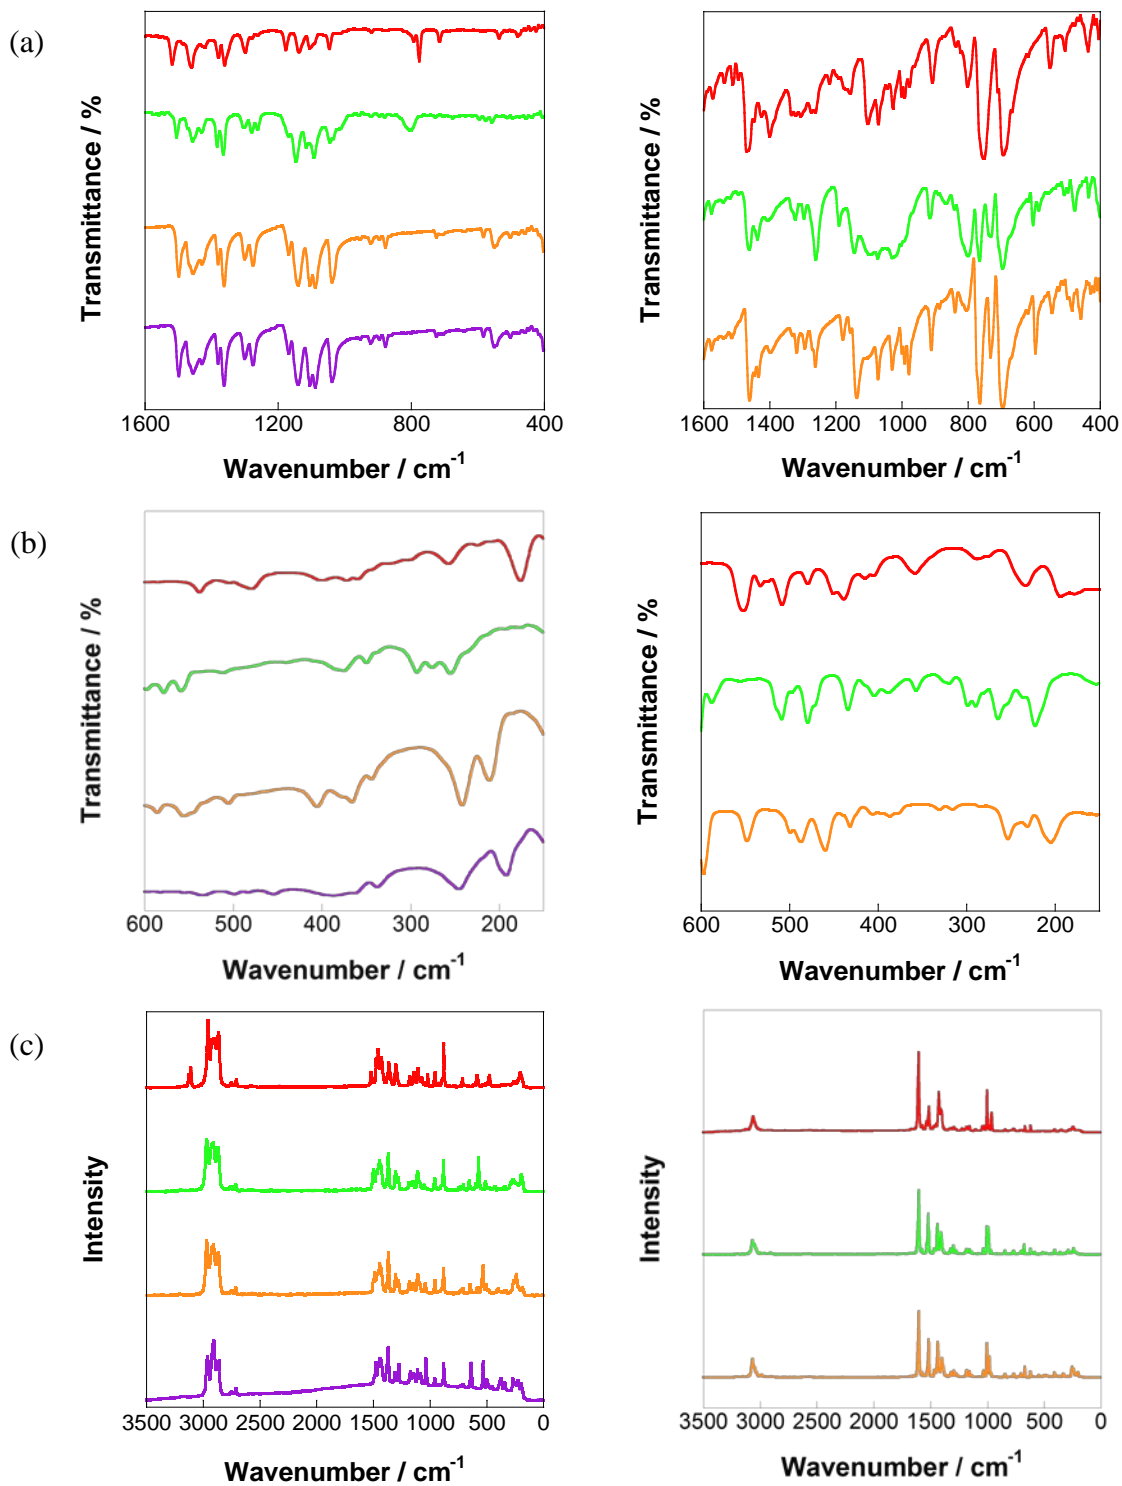 (a)
Transmittance / %
1600 1200 800 400
Wavenumber / cm-1
Transmittance / %
1600 1400 1200 1000 800 600 400
Wavenumber / cm-1
(b)
Transmittance / %
600 500 400 300 200
Wavenumber / cm-1
Transmittance / %
600 500 400 300 200
Wavenumber / cm-1
(c)
Intensity
3500 3000 2500 2000 1500 1000 500 0
Wavenumber / cm-1
Intensity
3500 3000 2500 2000 1500 1000 500 0
Wavenumber / cm-1